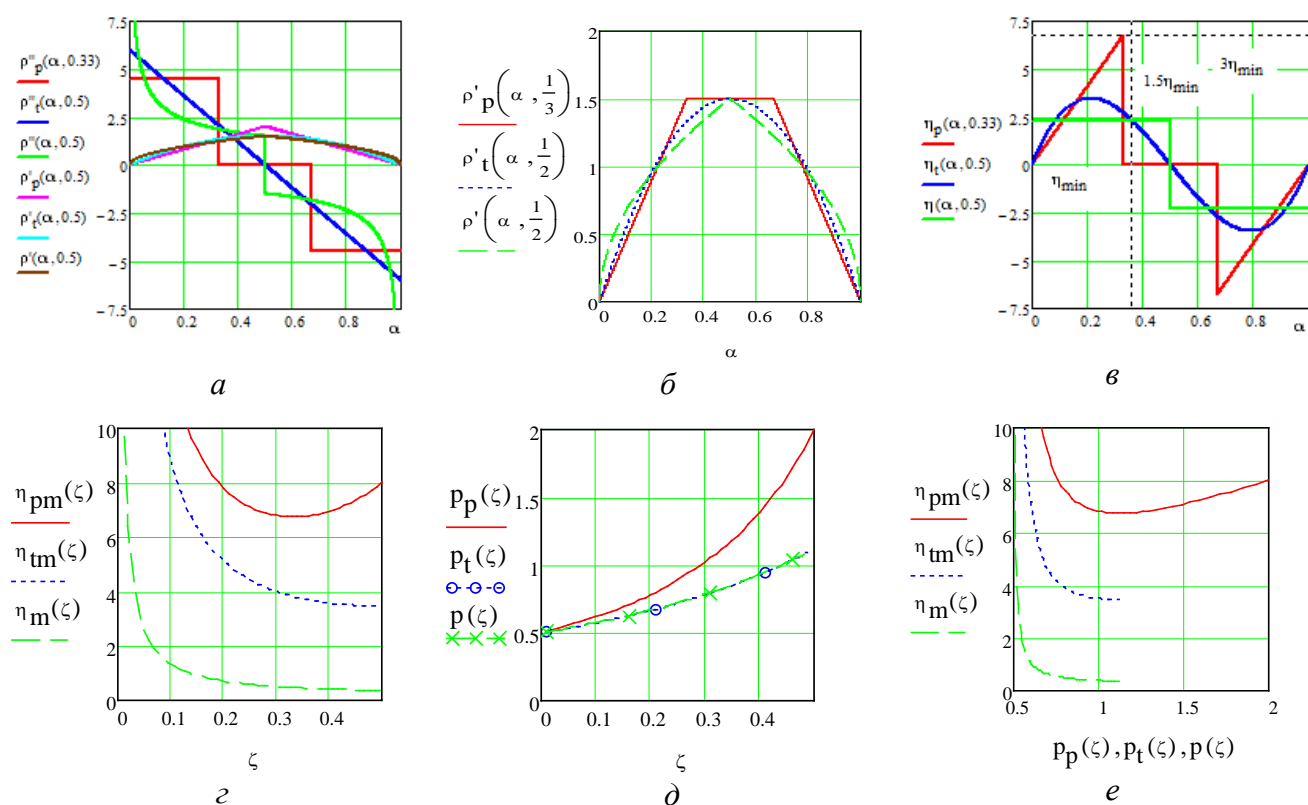 7.5
5
2.5
0
−2.5
−5
−7.5
ρ"p(α, 0.33)
ρ"t(α, 0.5)
ρ"(α, 0.5)
ρ'p(α, 0.5)
ρ't(α, 0.5)
ρ'(α, 0.5)
0 0.2 0.4 0.6 0.8
α
а
2
1.5
1
0.5
0
ρ'p(α, 1/3)
ρ't(α, 1/2)
ρ'(α, 1/2)
0.2 0.4 0.6 0.8
α
б
7.5
5
2.5
0
−2.5
−5
−7.5
3ηmin
1.5ηmin
ηmin
ηp(α, 0.33)
ηt(α, 0.5)
η(α, 0.5)
0 0.2 0.4 0.6 0.8
α
в
10
8
6
4
2
0
ηpm(ζ)
ηtm(ζ)
ηm(ζ)
0 0.1 0.2 0.3 0.4
ζ
г
2
1.5
1
0.5
0
pp(ζ)
pt(ζ)
p(ζ)
0 0.1 0.2 0.3 0.4
ζ
д
10
8
6
4
2
0
ηpm(ζ)
ηtm(ζ)
ηm(ζ)
0.5 1 1.5 2
pp(ζ), pt(ζ), p(ζ)
е